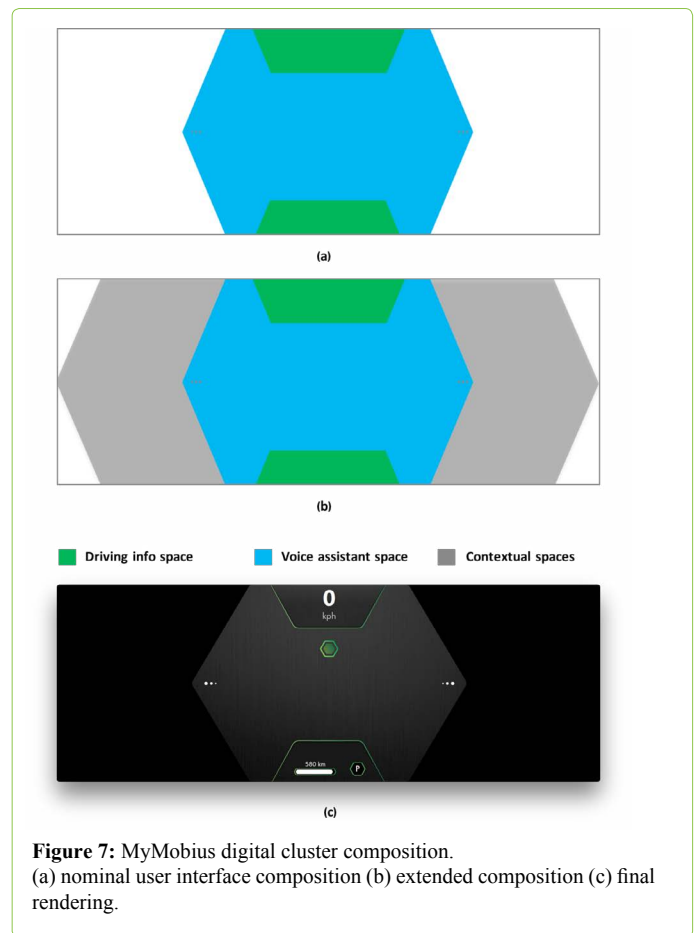 (a)
(b)
Driving info space Voice assistant space Contextual spaces
0
kph
580 km
P
(c)
Figure 7: MyMobius digital cluster composition.
(a) nominal user interface composition (b) extended composition (c) final
rendering.